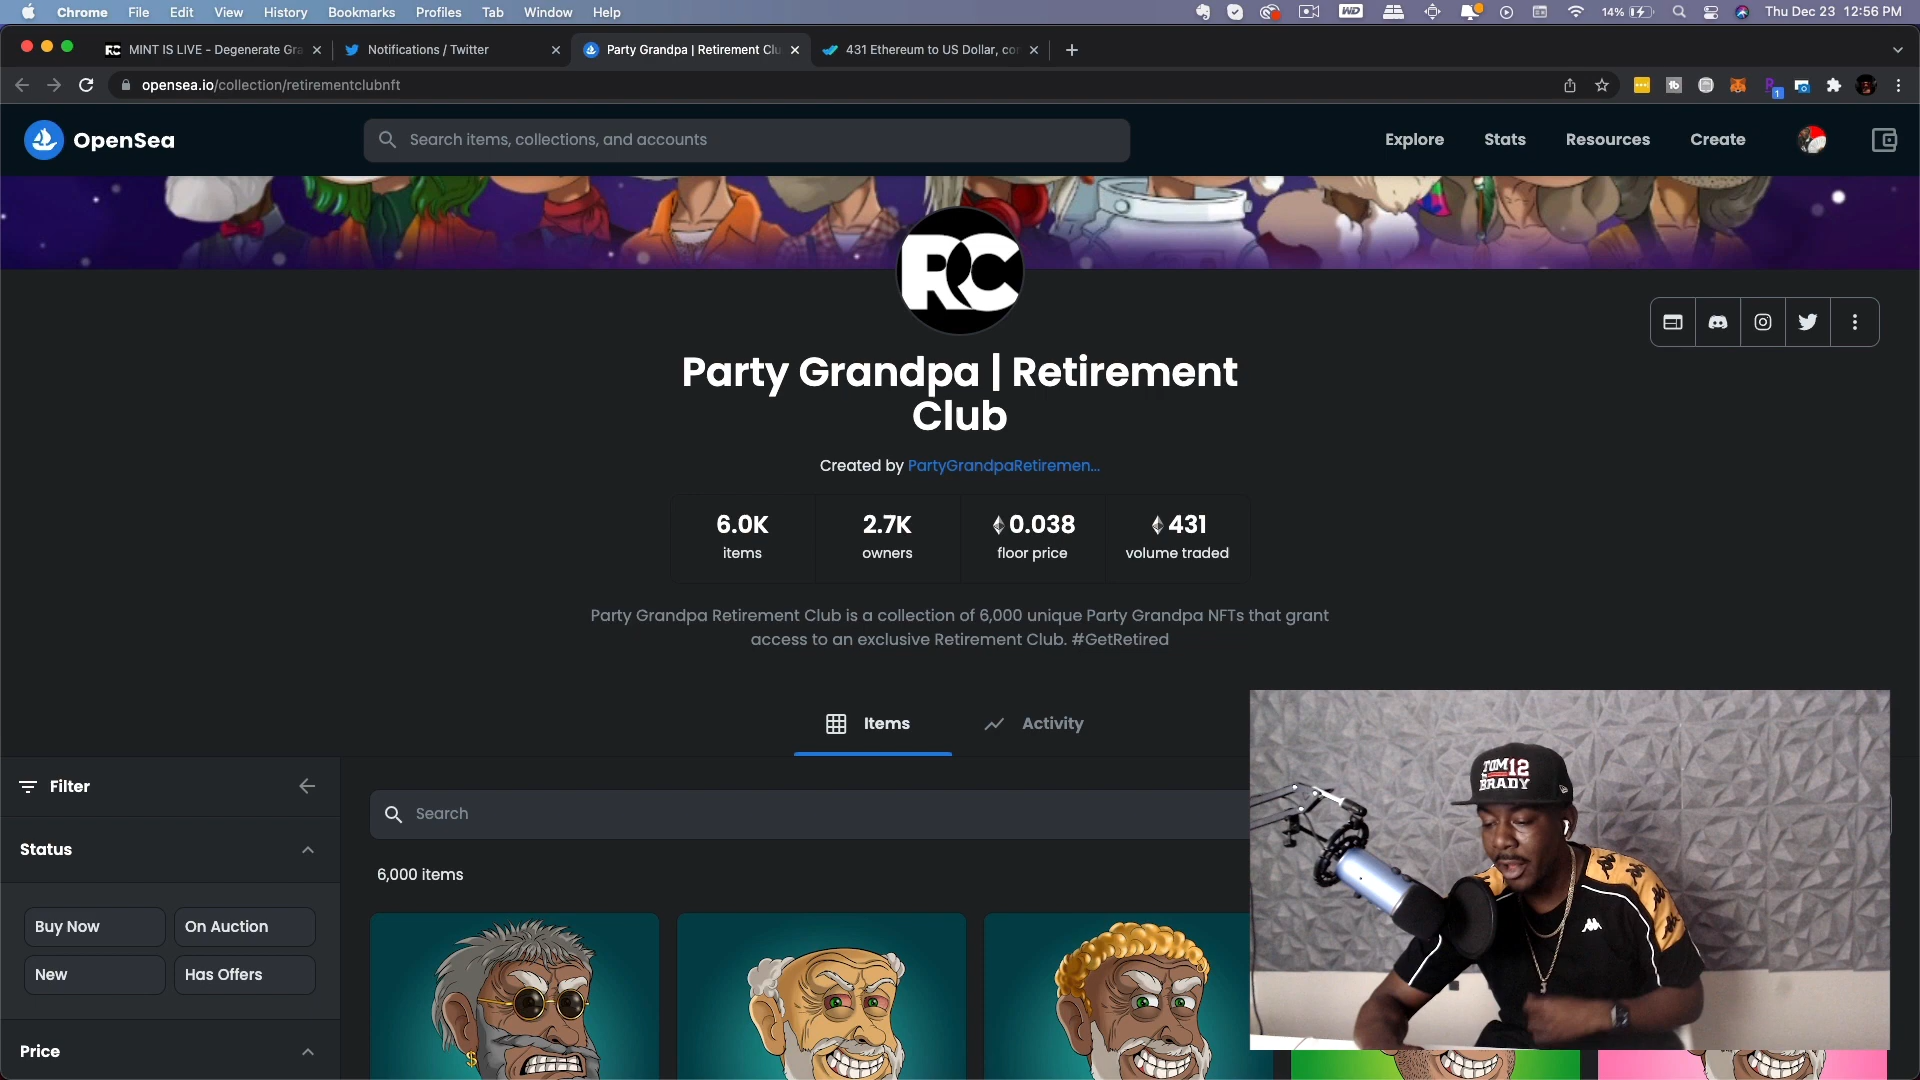 Chrome File Edit View History Bookmarks Profiles Tab Window Help
14% Thu Dec 23 12:56 PM
MINT IS LIVE - Degenerate Gra
Notifications / Twitter
Party Grandpa | Retirement Clu
431 Ethereum to US Dollar, con
opensea.io/collection/retirementclubnft
OpenSea
Search items, collections, and accounts
Explore Stats Resources Create
RC
Party Grandpa | Retirement
Club
Created by PartyGrandpaRetiremen...
6.0K 2.7K 0.038 431
items owners floor price volume traded
Party Grandpa Retirement Club is a collection of 6,000 unique Party Grandpa NFTs that grant
access to an exclusive Retirement Club. #GetRetired
Items Activity
Filter
Search
Status
6,000 items
Buy Now On Auction
New Has Offers
Price
TOM 12
BRADY